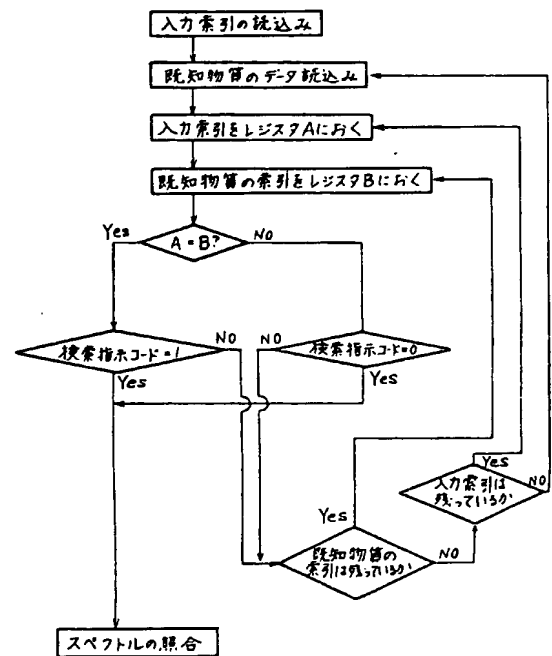 入力索引の読込み
既知物質のデータ読込み
入力索引をレジスタAにおく
既知物質の索引をレジスタBにおく
Yes
A = B?
NO
検索指示コード=1
NO
NO
検索指示コード=0
Yes
Yes
Yes
入力索引は
残っているか
NO
Yes
既知物質の
索引は残っているか
NO
スペクトルの照合